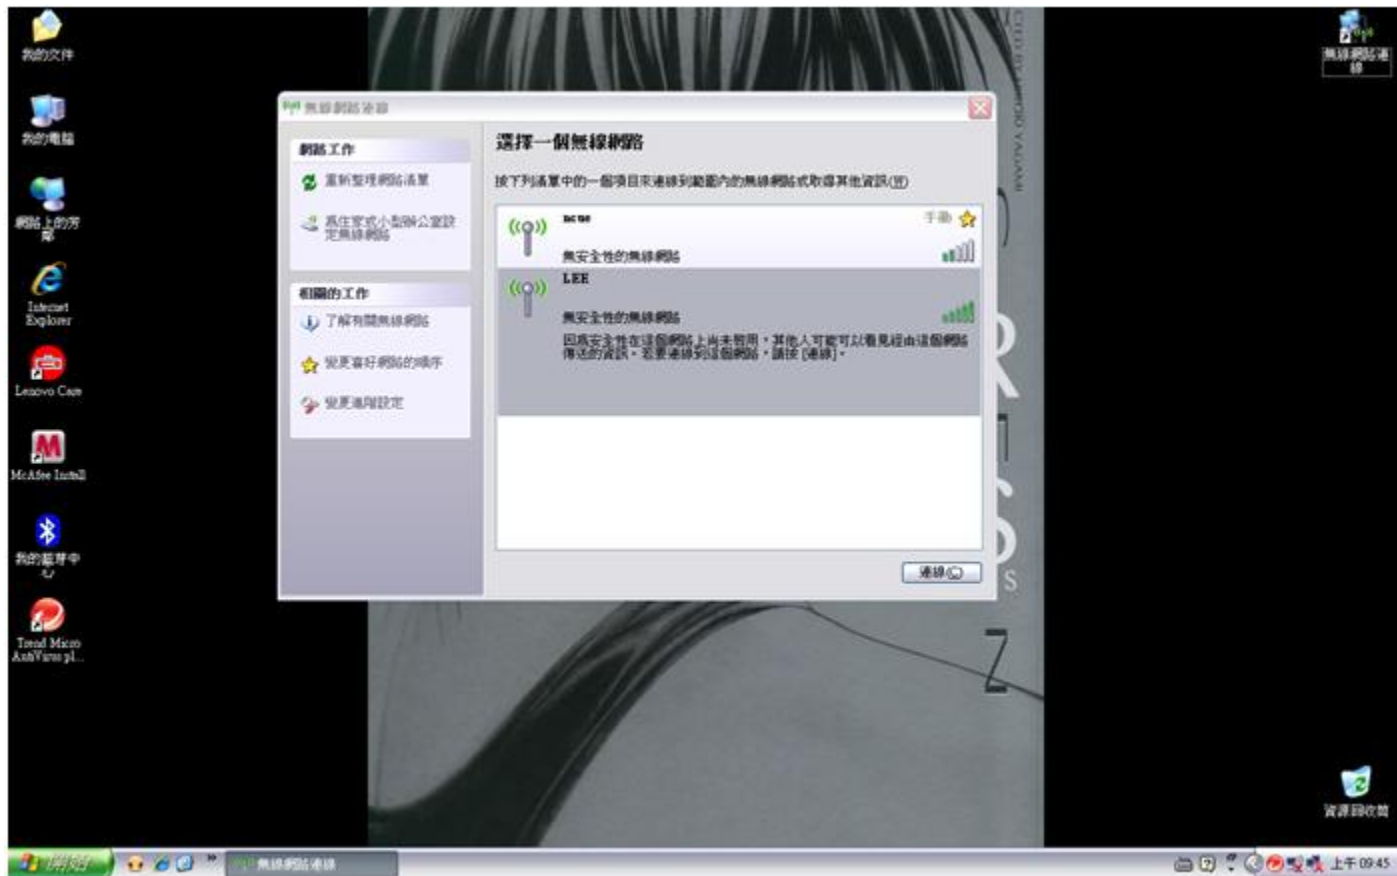 我的文件
我的電腦
網路上的芳
鄰
Internet
Explorer
Lenovo Care
McAfee Install
我的藍芽中
心
Trend Micro
AntiVirus pl...
無線網路連
線
無線網路連線
網路工作
重新整理網路清單
為住家或小型辦公室設
定無線網路
相關的工作
了解有關無線網路
變更喜好網路的順序
變更進階設定
選擇一個無線網路
按下列清單中的一個項目來連線到範圍內的無線網路或取得其他資訊(W)
手動
無安全性的無線網路
LEE
無安全性的無線網路
因為安全性在這個網路上尚未啟用，其他人可能可以看見經由這個網路
傳送的資訊。若要連線到這個網路，請按 [連線]。
連線(C)
S
Z
資源回收筒
開始
無線網路連線
上午 09:45